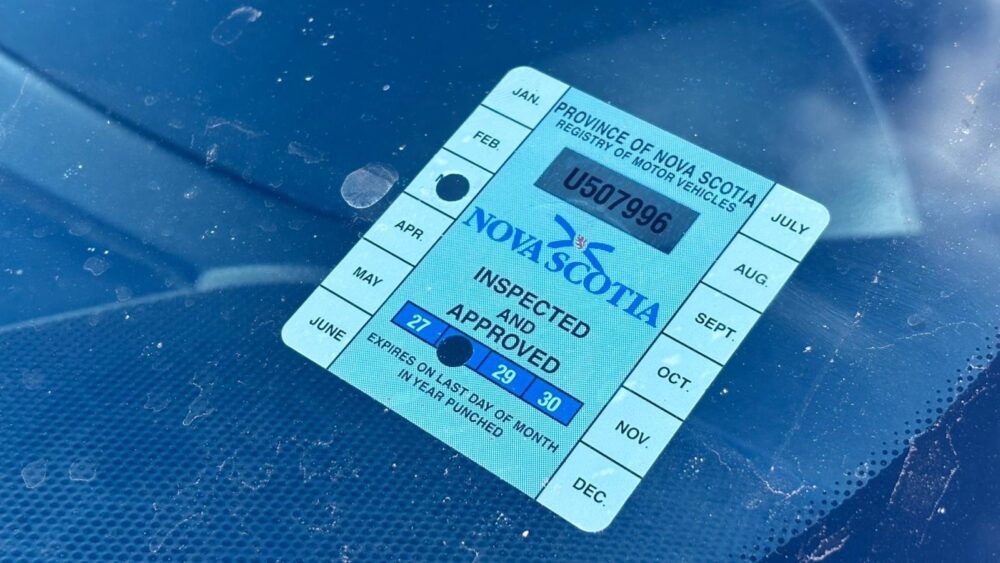 PROVINCE OF NOVA SCOTIA
REGISTRY OF MOTOR VEHICLES
U507996
NOVA SCOTIA
INSPECTED
AND
APPROVED
27 29 30
EXPIRES ON LAST DAY OF MONTH
IN YEAR PUNCHED
JAN.
FEB.
APR.
MAY
JUNE
JULY
AUG.
SEPT.
OCT.
NOV.
DEC.